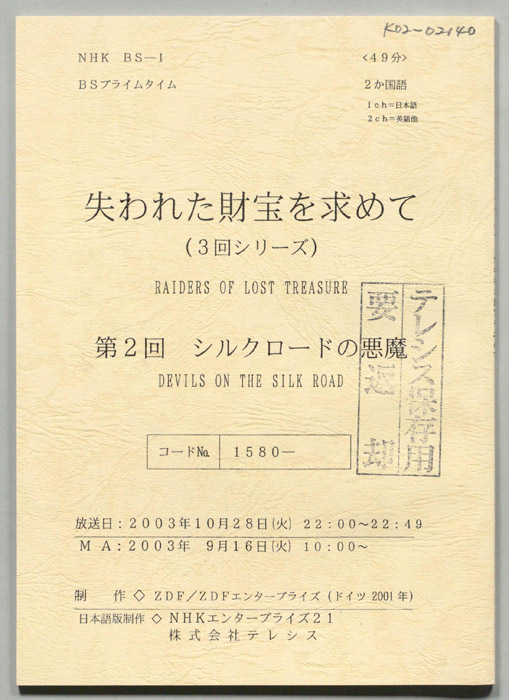 K02-02140
NHK BS—1 <49分>
BSプライムタイム 2か国語
1ch=日本語
2ch=英語他
失われた財宝を求めて
(3回シリーズ)
RAIDERS OF LOST TREASURE
第2回 シルクロードの悪魔
DEVILS ON THE SILK ROAD
テレシス保存用
要返却
コードNo. 1580—
放送日:2003年10月28日(火) 22:00~22:49
MA:2003年 9月16日(火) 10:00~
制 作◇ ZDF/ZDFエンタープライズ (ドイツ 2001年)
日本語版制作 ◇ NHKエンタープライズ21
株式会社テレシス